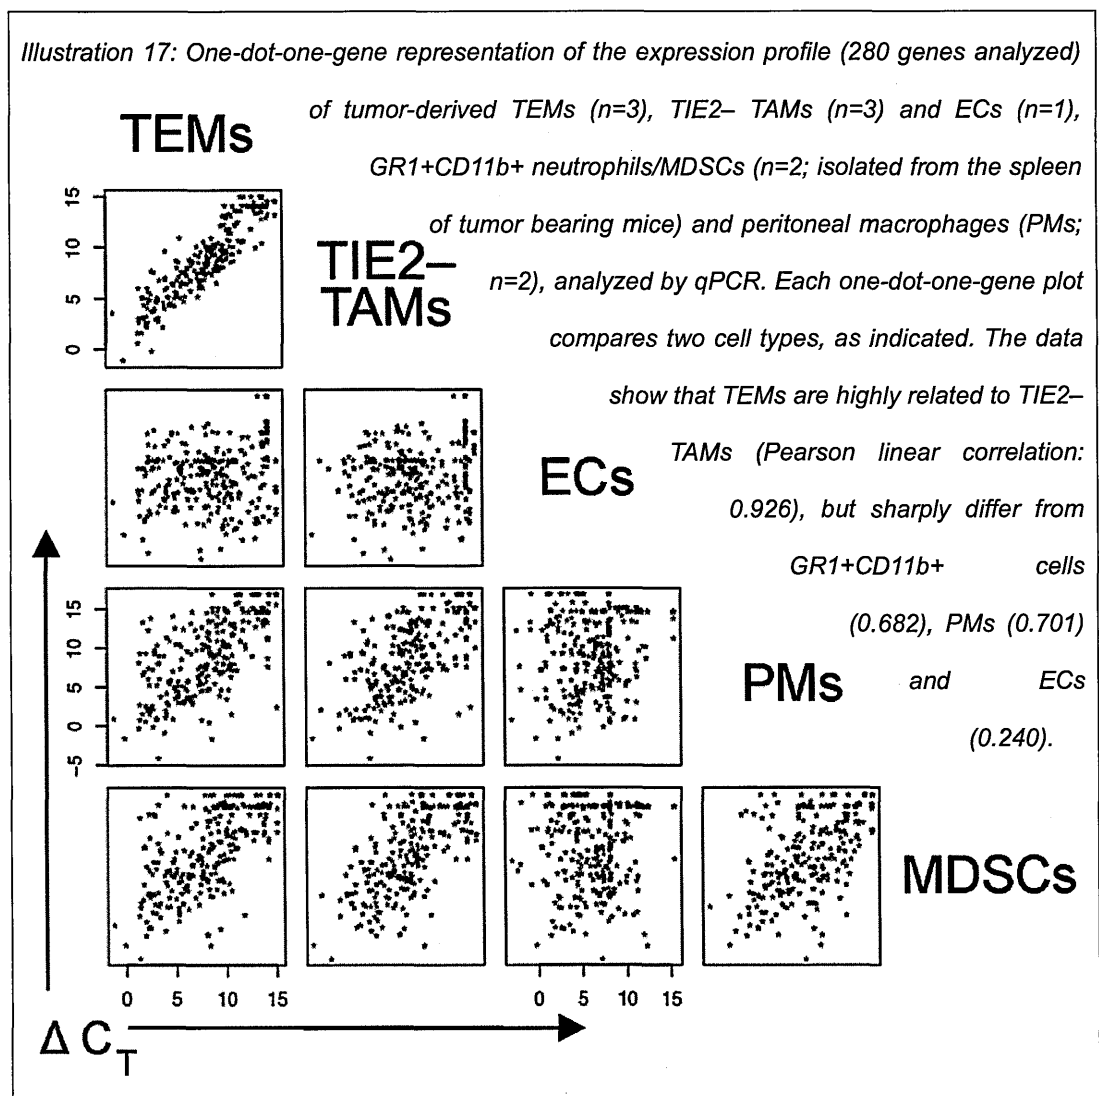 Illustration 17: One-dot-one-gene representation of the expression profile (280 genes analyzed)
of tumor-derived TEMs (n=3), TIE2– TAMs (n=3) and ECs (n=1),
TEMs
GR1+CD11b+ neutrophils/MDSCs (n=2; isolated from the spleen
of tumor bearing mice) and peritoneal macrophages (PMs;
n=2), analyzed by qPCR. Each one-dot-one-gene plot
compares two cell types, as indicated. The data
show that TEMs are highly related to TIE2–
TAMs (Pearson linear correlation:
0.926), but sharply differ from
GR1+CD11b+ cells
(0.682), PMs (0.701)
and ECs
(0.240).
15
10
5
0
TIE2–
TAMs
ECs
15
10
5
0
−5
PMs
MDSCs
0 5 10 15
0 5 10 15
Δ CT